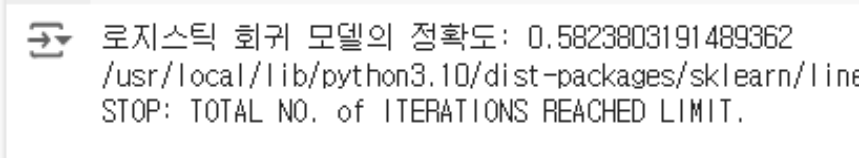 로지스틱 회귀 모델의 정확도: 0.5823803191489362
/usr/local/lib/python3.10/dist-packages/sklearn/line
STOP: TOTAL NO. of ITERATIONS REACHED LIMIT.